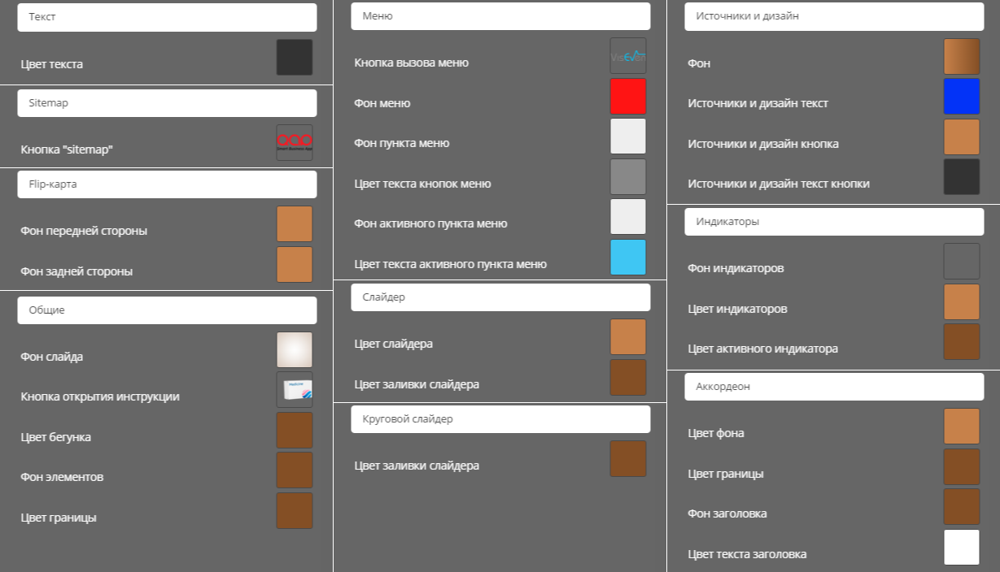 Текст
Цвет текста
Sitemap
Кнопка "sitemap"
Smart Business App
Flip-карта
Фон передней стороны
Фон задней стороны
Общие
Фон слайда
Кнопка открытия инструкции
Цвет бегунка
Фон элементов
Цвет границы
Меню
Кнопка вызова меню
Фон меню
Фон пункта меню
Цвет текста кнопок меню
Фон активного пункта меню
Цвет текста активного пункта меню
Слайдер
Цвет слайдера
Цвет заливки слайдера
Круговой слайдер
Цвет заливки слайдера
Источники и дизайн
Фон
Источники и дизайн текст
Источники и дизайн кнопка
Источники и дизайн текст кнопки
Индикаторы
Фон индикаторов
Цвет индикаторов
Цвет активного индикатора
Аккордеон
Цвет фона
Цвет границы
Фон заголовка
Цвет текста заголовка